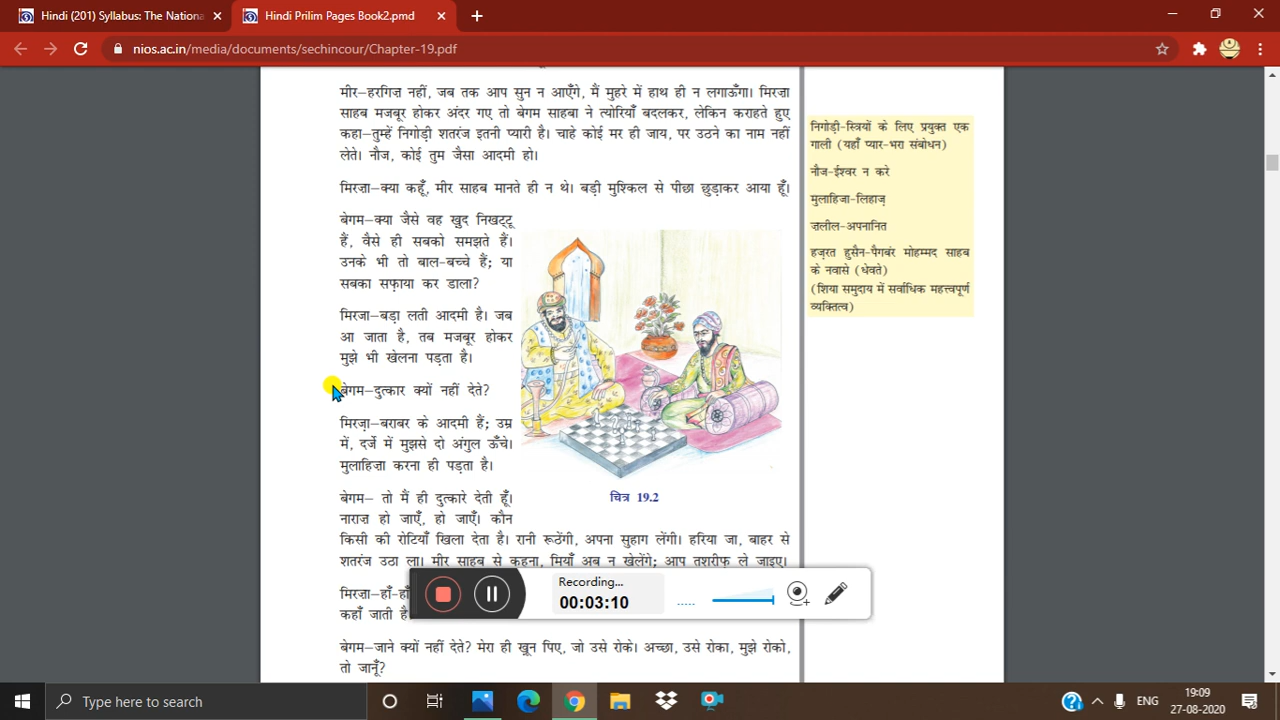 Hindi (201) Syllabus: The Nationa
Hindi Prilim Pages Book2.pmd
nios.ac.in/media/documents/sechincour/Chapter-19.pdf
मीर–हरगिज़ नहीं, जब तक आप सुन न आएँगे, मैं मुहरे में हाथ ही न लगाऊँगा। मिरज़ा
साहब मजबूर होकर अंदर गए तो बेगम साहबा ने त्योरियाँ बदलकर, लेकिन कराहते हुए
कहा–तुम्हें निगोड़ी शतरंज इतनी प्यारी है। चाहे कोई मर ही जाय, पर उठने का नाम नहीं
लेते। नौज, कोई तुम जैसा आदमी हो।
मिरज़ा–क्या कहूँ, मीर साहब मानते ही न थे। बड़ी मुश्किल से पीछा छुड़ाकर आया हूँ।
बेगम–क्या जैसे वह खुद निखट्टू
हैं, वैसे ही सबको समझते हैं।
उनके भी तो बाल-बच्चे हैं; या
सबका सफ़ाया कर डाला?
मिरजा–बड़ा लती आदमी है। जब
आ जाता है, तब मजबूर होकर
मुझे भी खेलना पड़ता है।
बेगम–दुत्कार क्यों नहीं देते?
मिरज़ा–बराबर के आदमी हैं; उम्र
में, दर्जे में मुझसे दो अंगुल ऊँचे।
मुलाहिज़ा करना ही पड़ता है।
बेगम– तो मैं ही दुत्कारे देती हूँ।
नाराज़ हो जाएँ, हो जाएँ। कौन
किसी की रोटियाँ खिला देता है। रानी रूठेंगी, अपना सुहाग लेंगी। हरिया जा, बाहर से
शतरंज उठा ला। मीर साहब से कहना, मियाँ अब न खेलेंगे; आप तशरीफ़ ले जाइए।
मिरज़ा–हाँ-हाँ
कहाँ जाती है
बेगम–जाने क्यों नहीं देते? मेरा ही खून पिए, जो उसे रोके। अच्छा, उसे रोका, मुझे रोको,
तो जानूँ?
चित्र 19.2
निगोड़ी-स्त्रियों के लिए प्रयुक्त एक
गाली (यहाँ प्यार-भरा संबोधन)
नौज-ईश्वर न करे
मुलाहिजा-लिहाज़
ज़लील-अपनानित
हज़रत हुसैन-पैगबंर मोहम्मद साहब
के नवासे (धेवते)
(शिया समुदाय में सर्वाधिक महत्त्वपूर्ण
व्यक्तित्व)
Recording...
00:03:10
Type here to search
ENG
19:09
27-08-2020